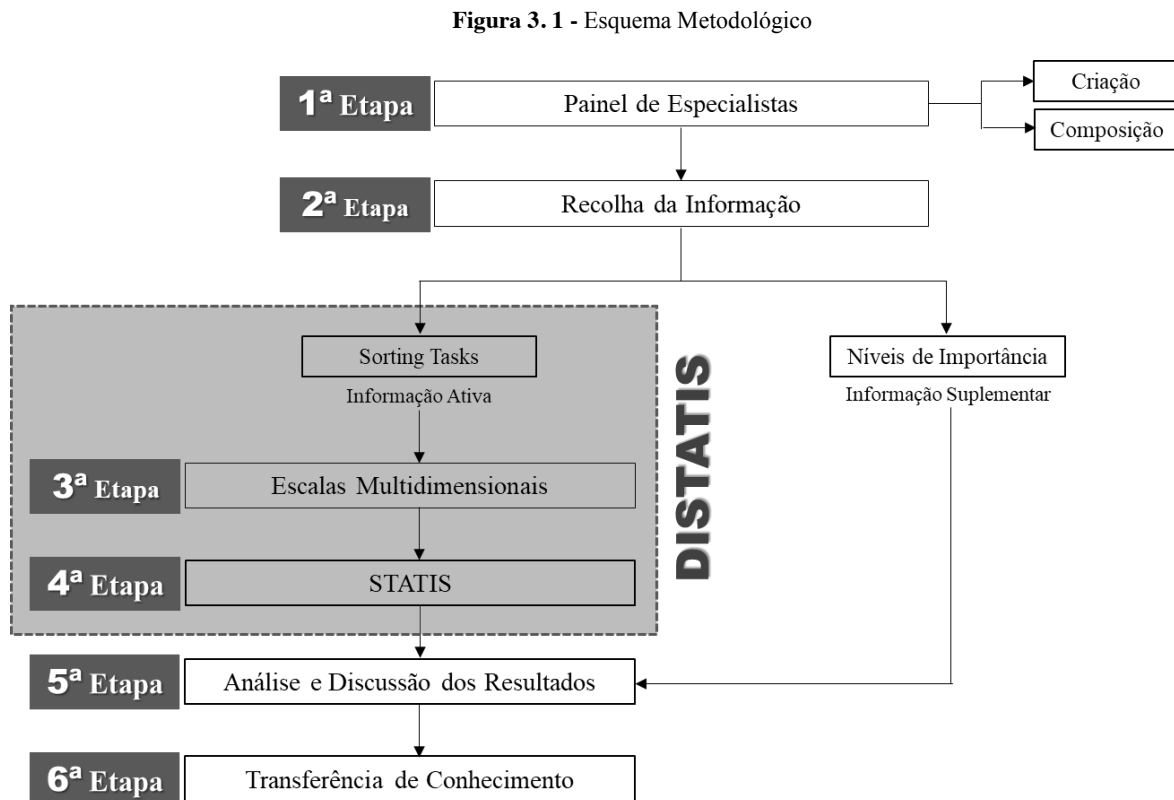 Figura 3. 1 - Esquema Metodológico
1ª Etapa
Painel de Especialistas
Criação
Composição
2ª Etapa
Recolha da Informação
Sorting Tasks
Informação Ativa
Níveis de Importância
Informação Suplementar
DISTATIS
3ª Etapa
Escalas Multidimensionais
4ª Etapa
STATIS
5ª Etapa
Análise e Discussão dos Resultados
6ª Etapa
Transferência de Conhecimento